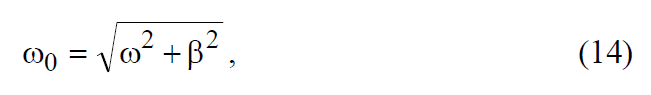 ω₀ = √(ω² + β²) , (14)